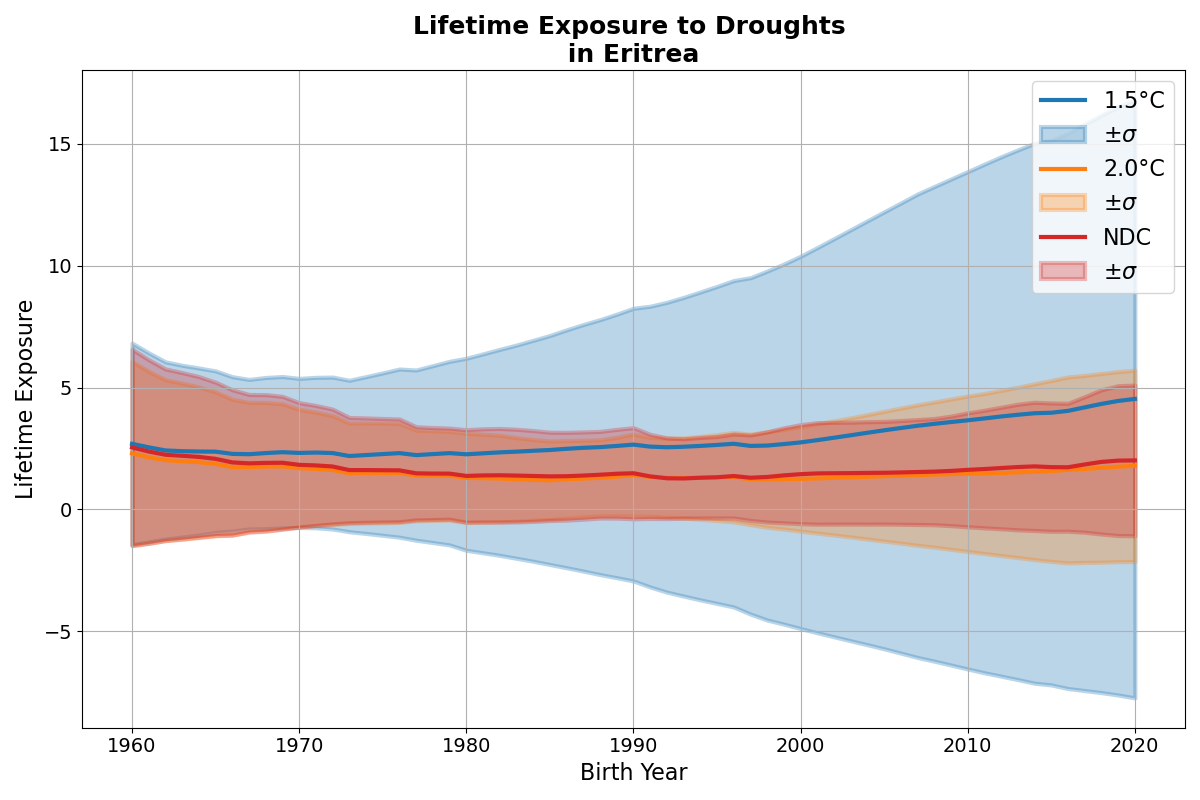 Lifetime Exposure to Droughts
in Eritrea
1.5°C
±σ
2.0°C
±σ
NDC
±σ
15
10
5
0
−5
Lifetime Exposure
1960
1970
1980
1990
2000
2010
2020
Birth Year